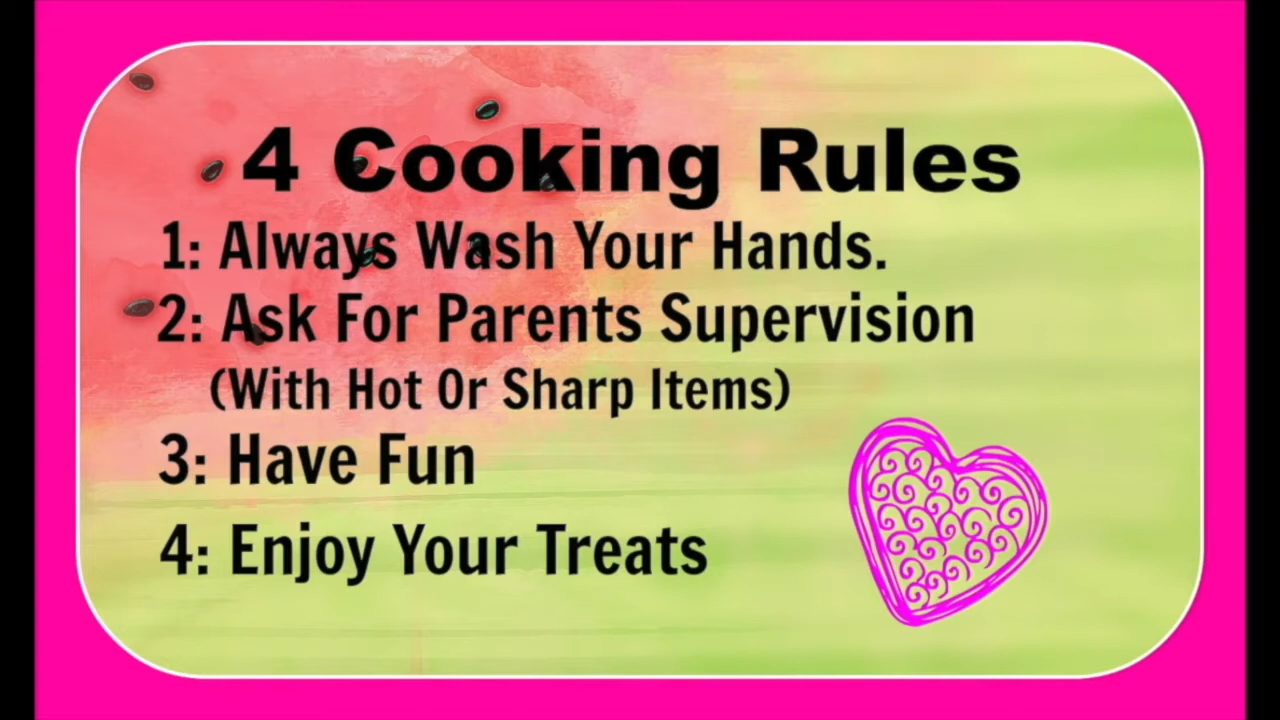 4 Cooking Rules
1: Always Wash Your Hands.
2: Ask For Parents Supervision
(With Hot Or Sharp Items)
3: Have Fun
4: Enjoy Your Treats